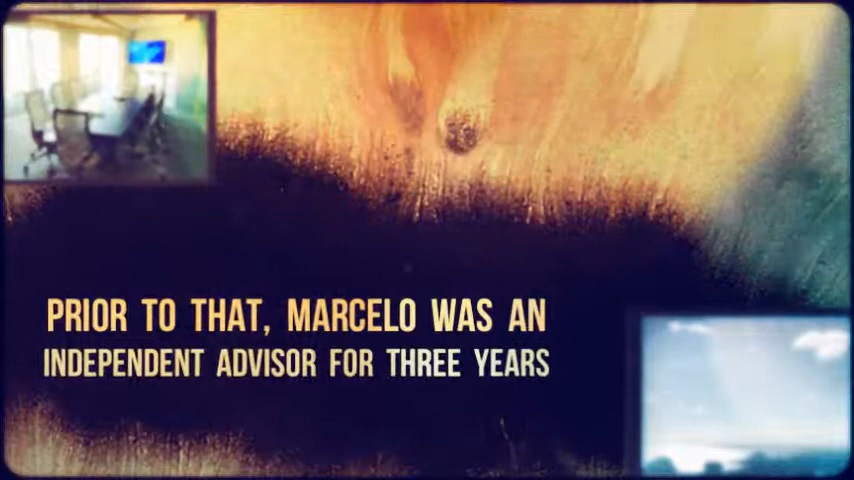 PRIOR TO THAT, MARCELO WAS AN
INDEPENDENT ADVISOR FOR THREE YEARS